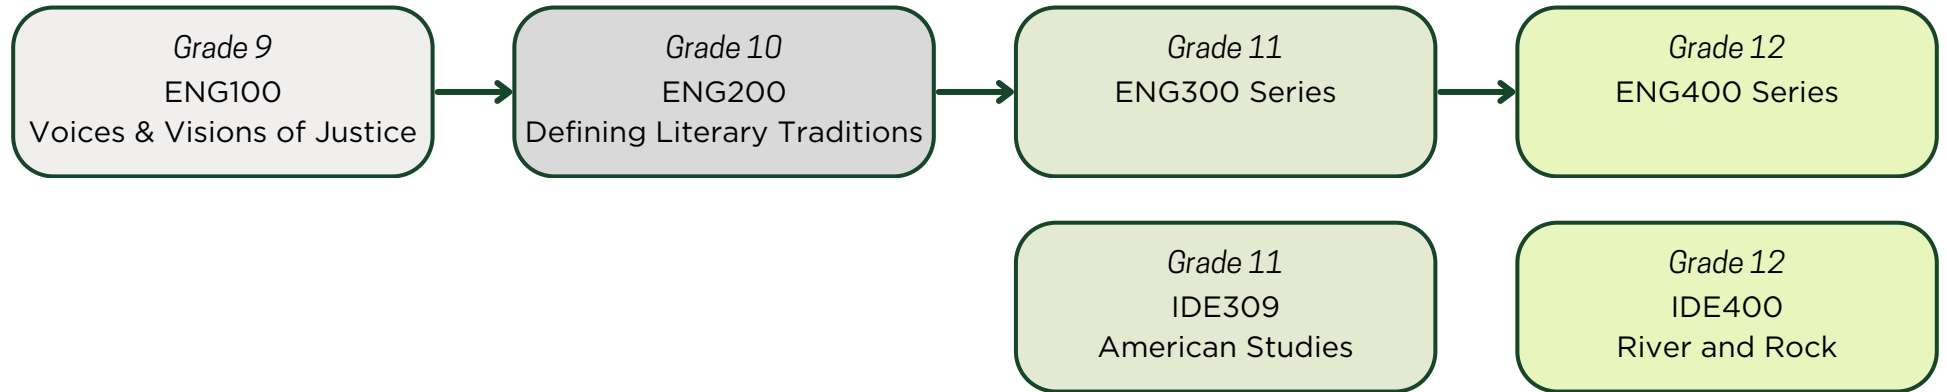 Grade 9
ENG100
Voices & Visions of Justice
Grade 10
ENG200
Defining Literary Traditions
Grade 11
ENG300 Series
Grade 12
ENG400 Series
Grade 11
IDE309
American Studies
Grade 12
IDE400
River and Rock